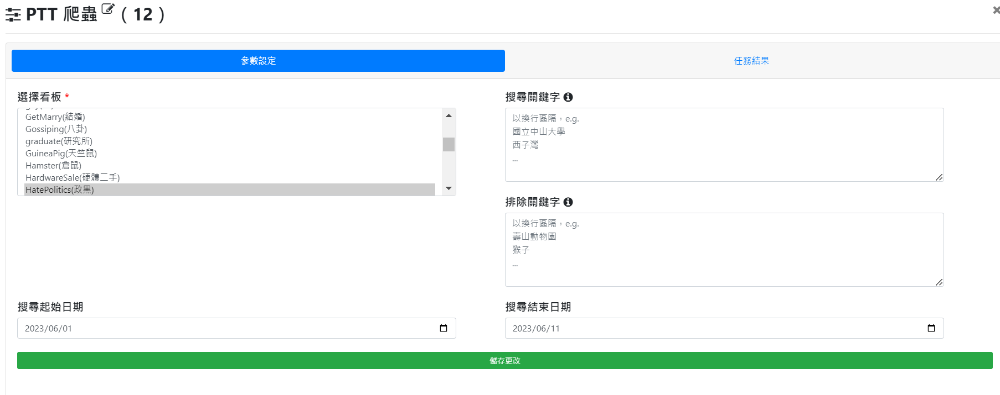 PTT 爬蟲 ( 12 )
參數設定
任務結果
選擇看板 *
GetMarry(結婚)
Gossiping(八卦)
graduate(研究所)
GuineaPig(天竺鼠)
Hamster(倉鼠)
HardwareSale(硬體二手)
HatePolitics(政黑)
搜尋關鍵字
以換行區隔，e.g.
國立中山大學
西子灣
...
排除關鍵字
以換行區隔，e.g.
壽山動物園
猴子
...
搜尋起始日期
2023/06/01
搜尋結束日期
2023/06/11
儲存更改